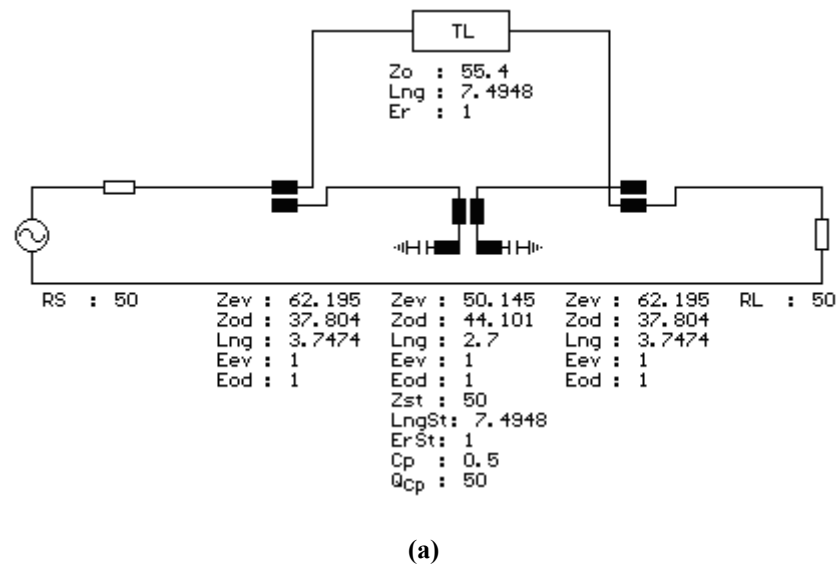 TL
Zo : 55.4
Lng : 7.4948
Er : 1
RS : 50
Zev : 62.195
Zod : 37.804
Lng : 3.7474
Eev : 1
Eod : 1
Zev : 50.145
Zod : 44.101
Lng : 2.7
Eev : 1
Eod : 1
Zst : 50
LngSt: 7.4948
ErSt: 1
Cp : 0.5
QCp : 50
Zev : 62.195
Zod : 37.804
Lng : 3.7474
Eev : 1
Eod : 1
RL : 50
(a)